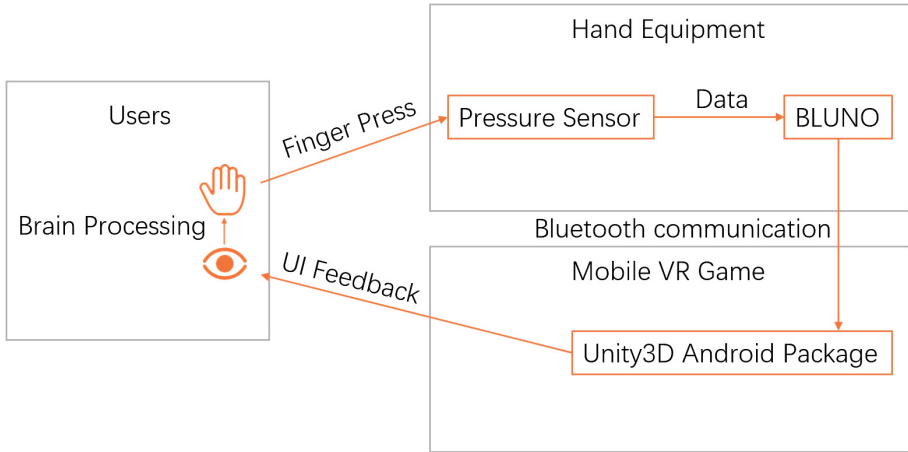 Users
Brain Processing
Finger Press
Hand Equipment
Pressure Sensor
Data
BLUNO
Bluetooth communication
Mobile VR Game
Unity3D Android Package
UI Feedback